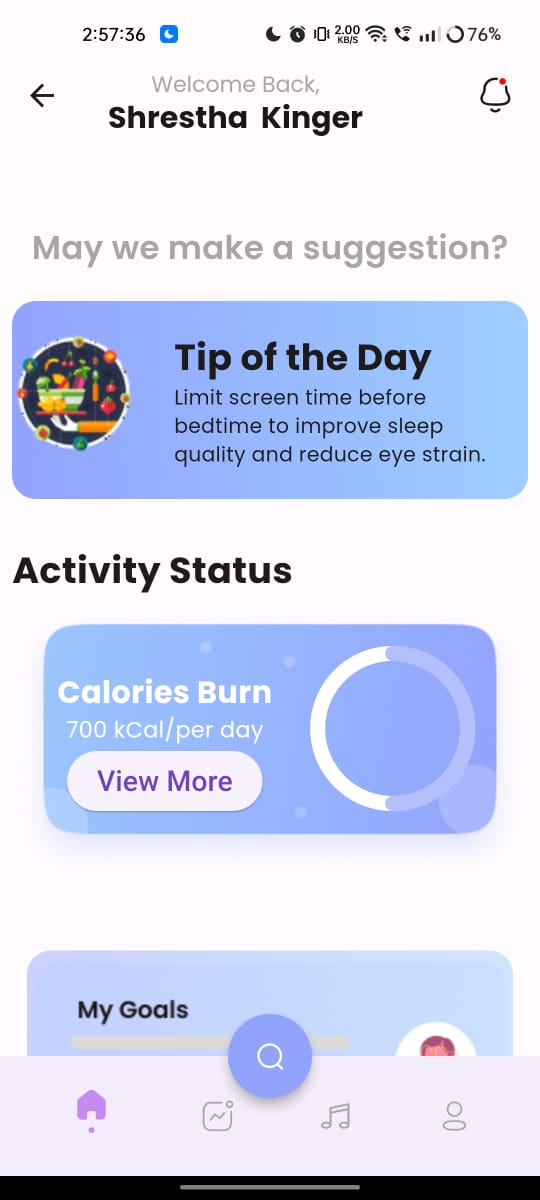 2:57:36
2.00
KB/S
76%
Welcome Back,
Shrestha Kinger
May we make a suggestion?
Tip of the Day
Limit screen time before
bedtime to improve sleep
quality and reduce eye strain.
Activity Status
Calories Burn
700 kCal/per day
View More
My Goals